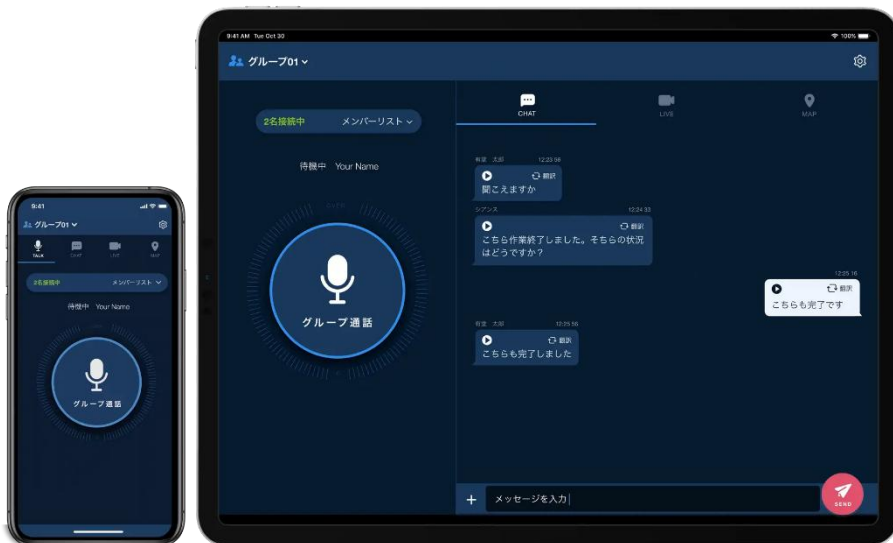 9:41
グループ01
TALK
CHAT
LIVE
MAP
2名接続中 メンバーリスト
待機中 Your Name
グループ通話
9:41 AM Tue Oct 30 100%
グループ01
2名接続中 メンバーリスト
待機中 Your Name
グループ通話
CHAT
LIVE
MAP
12:23 56
翻訳
聞こえますか
シアンス 12:24 33
翻訳
こちら作業終了しました。そちらの状況
はどうですか？
12:25 16
翻訳
こちらも完了です
12:25 56
翻訳
こちらも完了しました
メッセージを入力
SEND